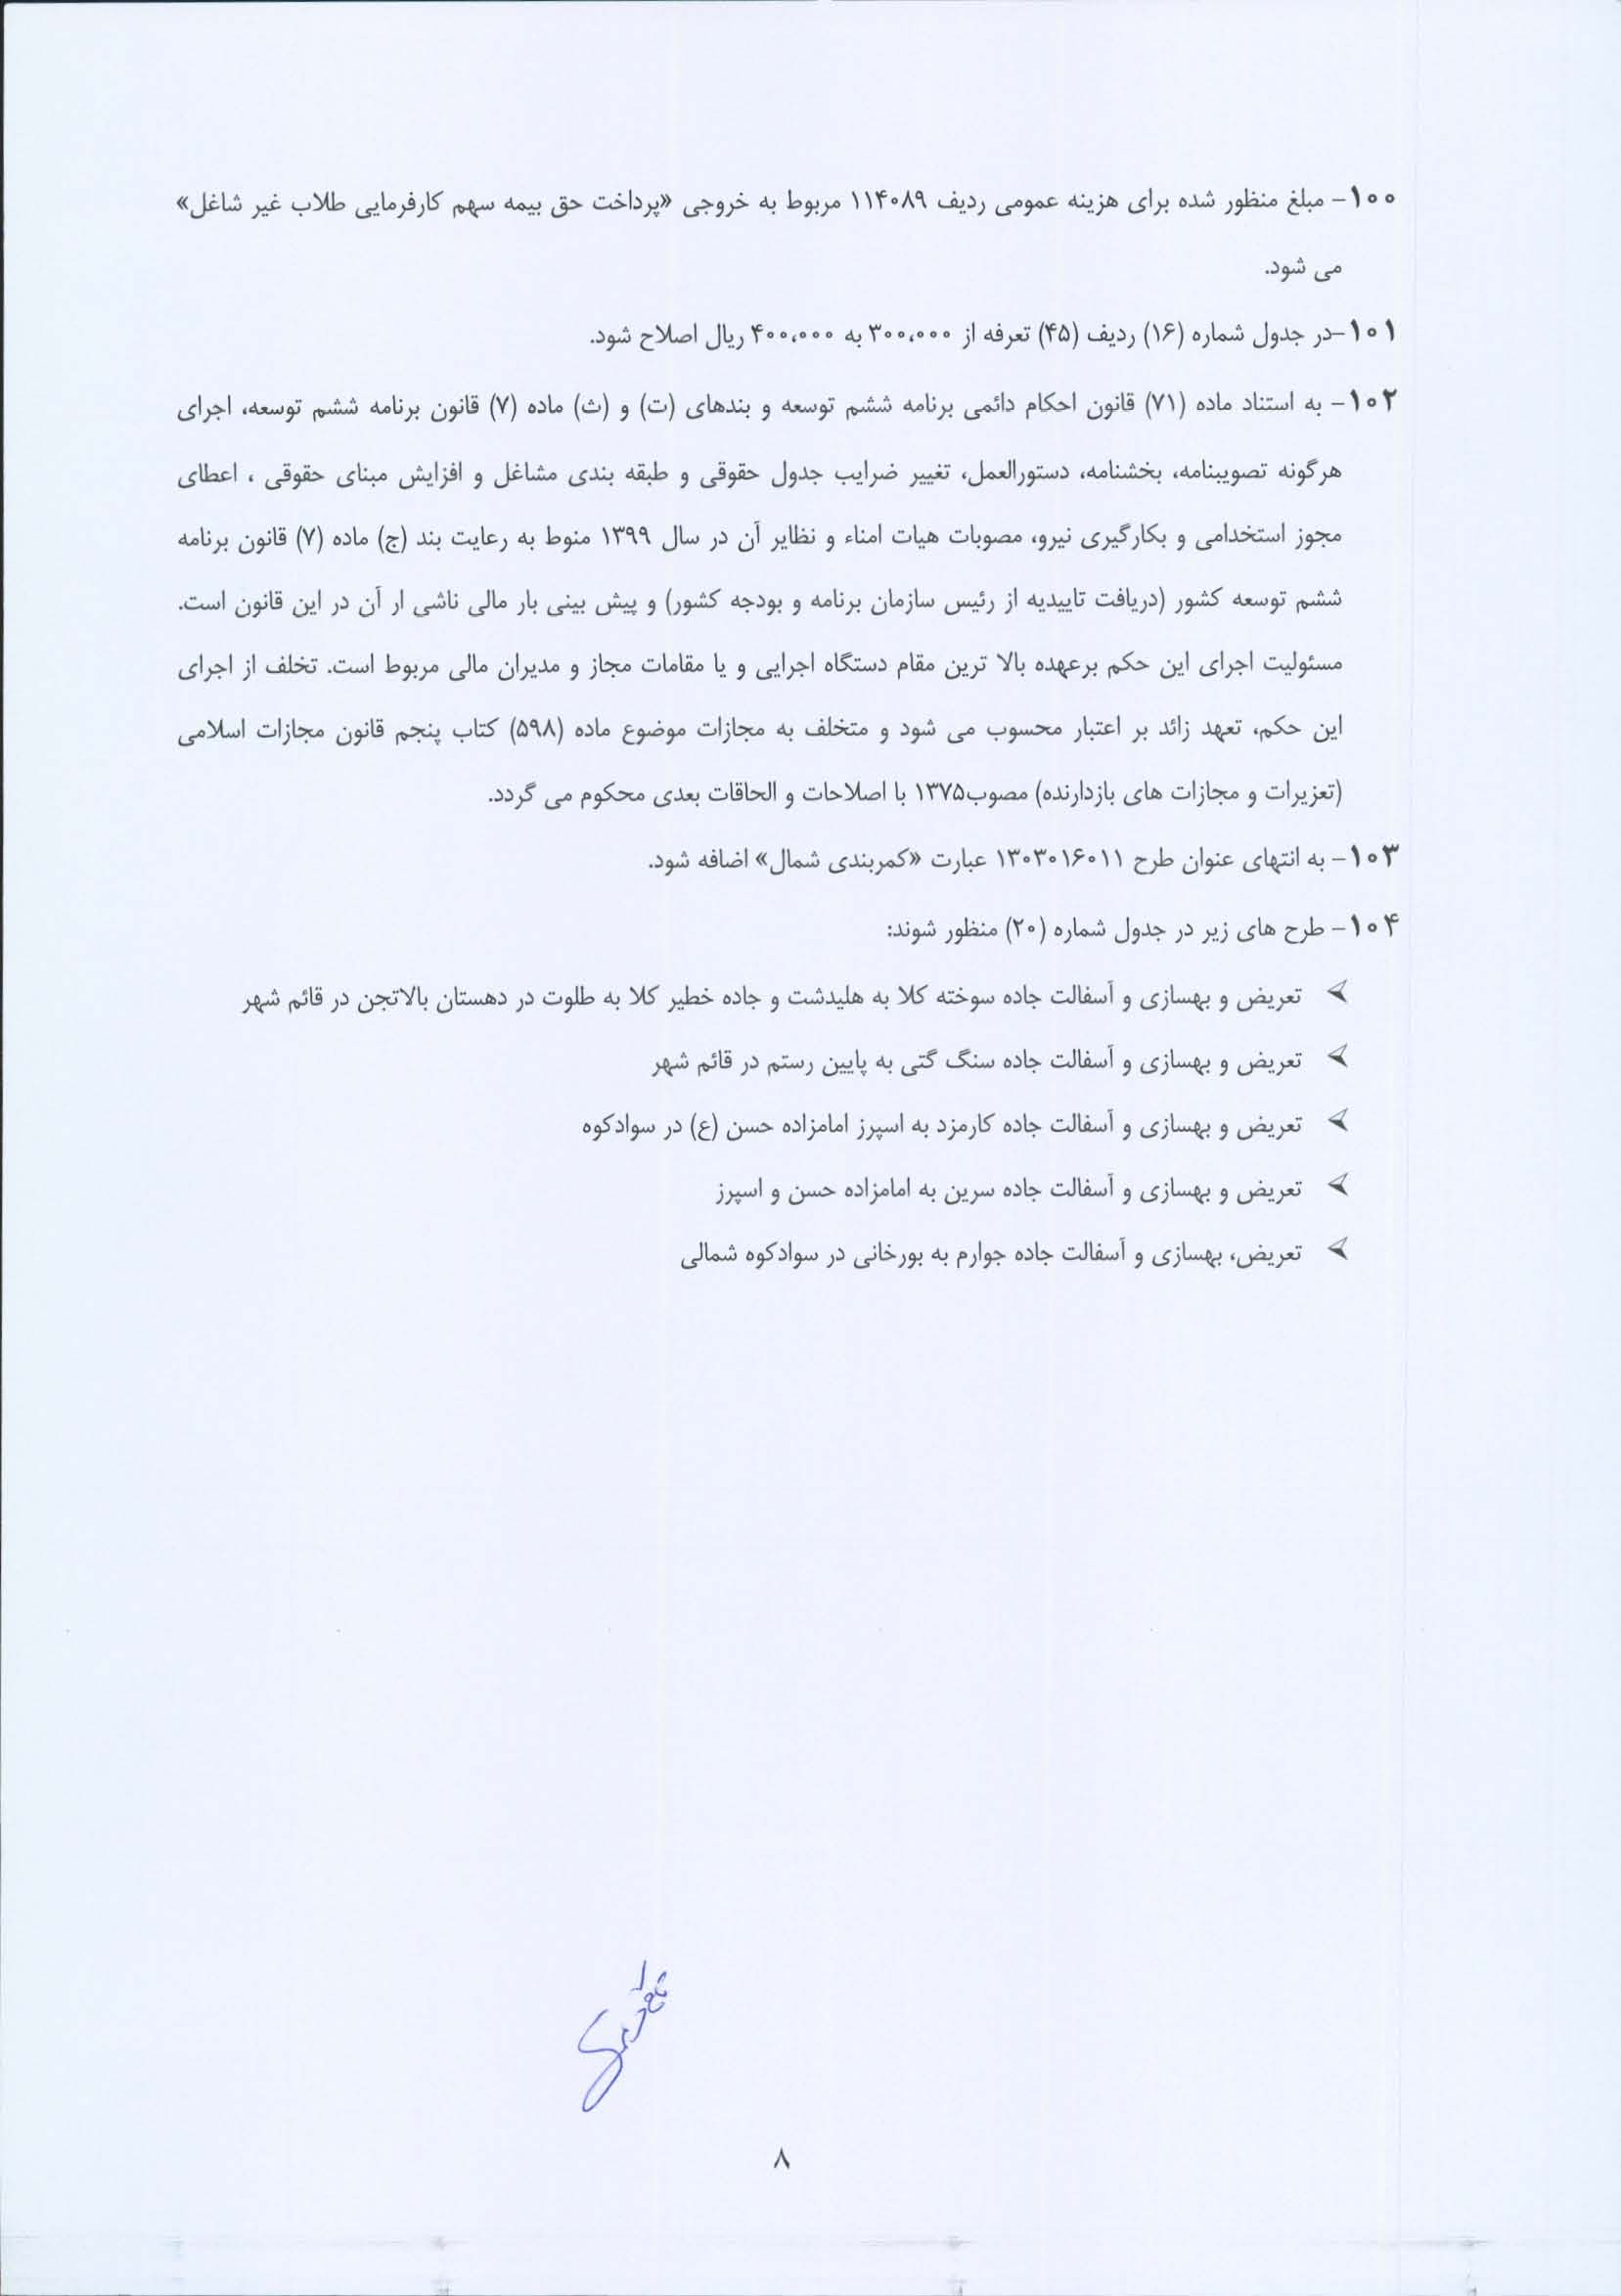 ۱۰۰- مبلغ منظور شده برای هزینه عمومی ردیف ۱۱۴۰۸۹ مربوط به خروجی «پرداخت حق بیمه سهم کارفرمایی طلاب غیر شاغل»
می شود.
۱۰۱-در جدول شماره (۱۶) ردیف (۴۵) تعرفه از ۳۰۰،۰۰۰ به ۴۰۰،۰۰۰ ریال اصلاح شود.
۱۰۲- به استناد ماده (۷۱) قانون احکام دائمی برنامه ششم توسعه و بندهای (ت) و (ث) ماده (۷) قانون برنامه ششم توسعه، اجرای
هرگونه تصویبنامه، بخشنامه، دستورالعمل، تغییر ضرایب جدول حقوقی و طبقه بندی مشاغل و افزایش مبنای حقوقی ، اعطای
مجوز استخدامی و بکارگیری نیرو، مصوبات هیات امناء و نظایر آن در سال ۱۳۹۹ منوط به رعایت بند (ج) ماده (۷) قانون برنامه
ششم توسعه کشور (دریافت تاییدیه از رئیس سازمان برنامه و بودجه کشور) و پیش بینی بار مالی ناشی ار آن در این قانون است.
مسئولیت اجرای این حکم برعهده بالا ترین مقام دستگاه اجرایی و یا مقامات مجاز و مدیران مالی مربوط است. تخلف از اجرای
این حکم، تعهد زائد بر اعتبار محسوب می شود و متخلف به مجازات موضوع ماده (۵۹۸) کتاب پنجم قانون مجازات اسلامی
(تعزیرات و مجازات های بازدارنده) مصوب۱۳۷۵ با اصلاحات و الحاقات بعدی محکوم می گردد.
۱۰۳- به انتهای عنوان طرح ۱۳۰۳۰۱۶۰۱۱ عبارت «کمربندی شمال» اضافه شود.
۱۰۴- طرح های زیر در جدول شماره (۲۰) منظور شوند:
تعریض و بهسازی و آسفالت جاده سوخته کلا به هلیدشت و جاده خطیر کلا به طلوت در دهستان بالاتجن در قائم شهر
تعریض و بهسازی و آسفالت جاده سنگ گتی به پایین رستم در قائم شهر
تعریض و بهسازی و آسفالت جاده کارمزد به اسپرز امامزاده حسن (ع) در سوادکوه
تعریض و بهسازی و آسفالت جاده سرین به امامزاده حسن و اسپرز
تعریض، بهسازی و آسفالت جاده جوارم به بورخانی در سوادکوه شمالی
۸